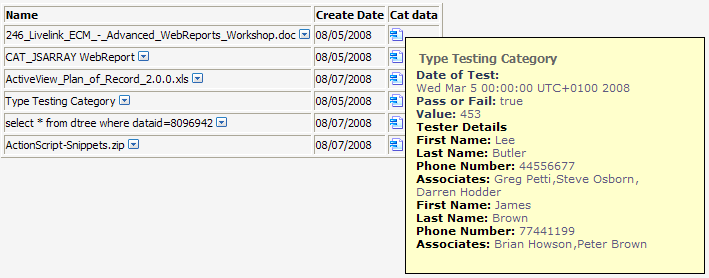 Name Create Date Cat data
246_Livelink_ECM_-_Advanced_WebReports_Workshop.doc 08/05/2008
CAT_JSARRAY WebReport 08/05/2008
ActiveView_Plan_of_Record_2.0.0.xls 08/07/2008
Type Testing Category 08/05/2008
select * from dtree where dataid=8096942 08/07/2008
ActionScript-Snippets.zip 08/07/2008
Type Testing Category
Date of Test:
Wed Mar 5 00:00:00 UTC+0100 2008
Pass or Fail: true
Value: 453
Tester Details
First Name: Lee
Last Name: Butler
Phone Number: 44556677
Associates: Greg Petti,Steve Osborn,
Darren Hodder
First Name: James
Last Name: Brown
Phone Number: 77441199
Associates: Brian Howson,Peter Brown